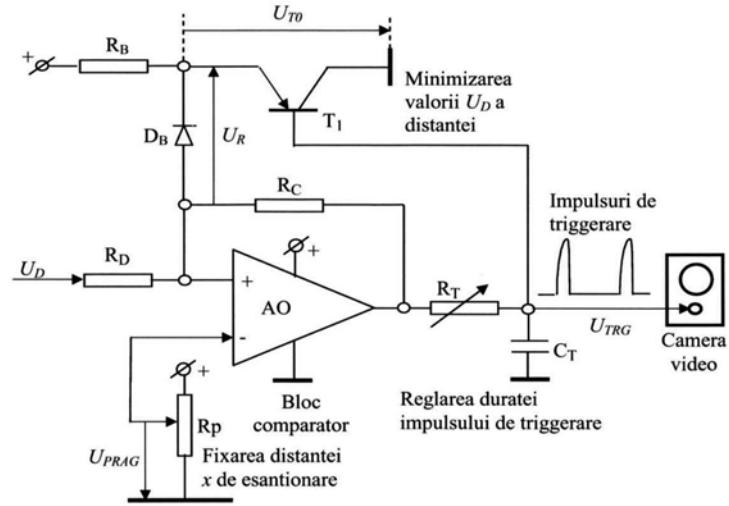 U_T0
+
R_B
Minimizarea
valorii U_D a
distantei
T_1
D_B
U_R
R_C
Impulsuri de
triggerare
+
U_D
R_D
+
AO
R_T
-
U_TRG
Camera
video
C_T
+
Bloc
comparator
Reglarea duratei
impulsului de triggerare
Rp
U_PRAG
Fixarea distantei
x de esantionare